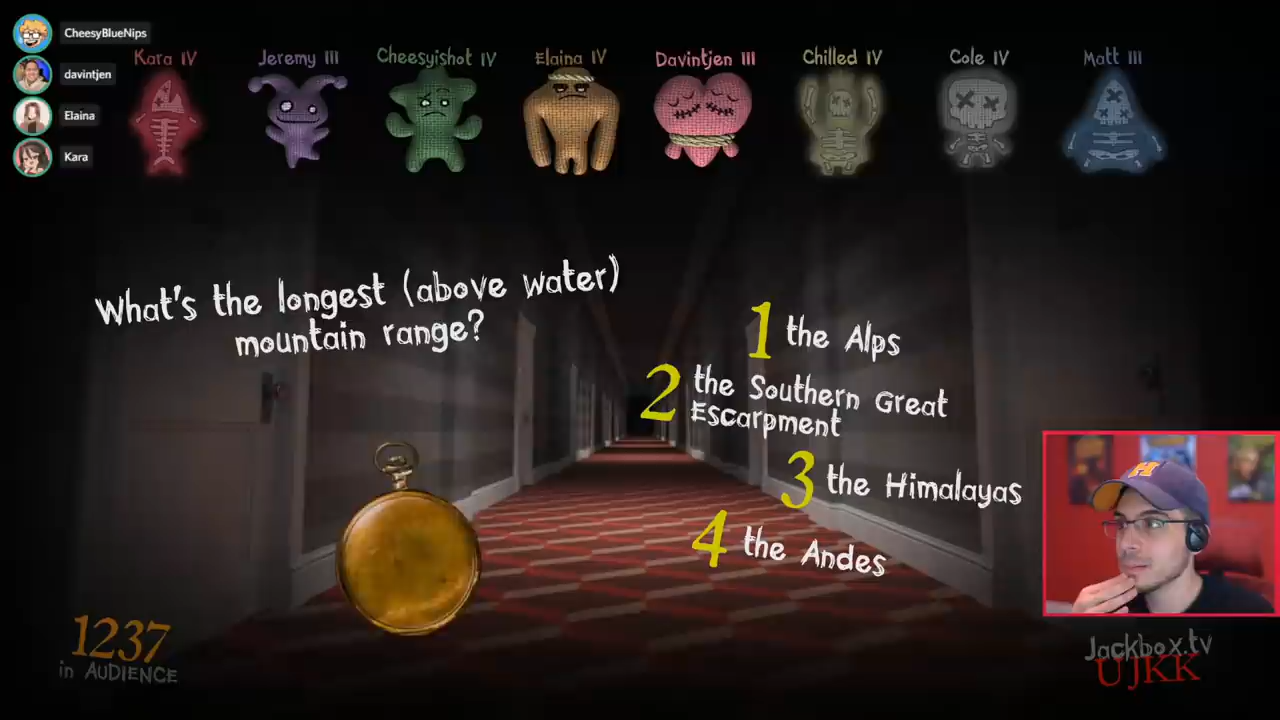 CheesyBlueNips
davintjen
Elaina
Kara
Kara IV
Jeremy III
Cheesyishot IV
Elaina IV
Davintjen III
Chilled IV
Cole IV
Matt III
What's the longest (above water)
mountain range?
1 the Alps
2 the Southern Great
Escarpment
3 the Himalayas
4 the Andes
1237
in AUDIENCE
H
Jackbox.tv
UJKK